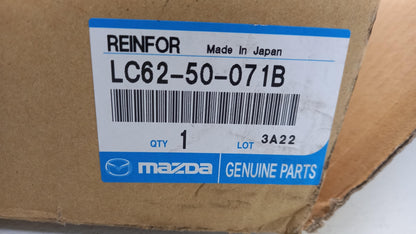 REINFOR Made In Japan
LC62-50-071B
QTY 1 LOT 3A22
mazda GENUINE PARTS